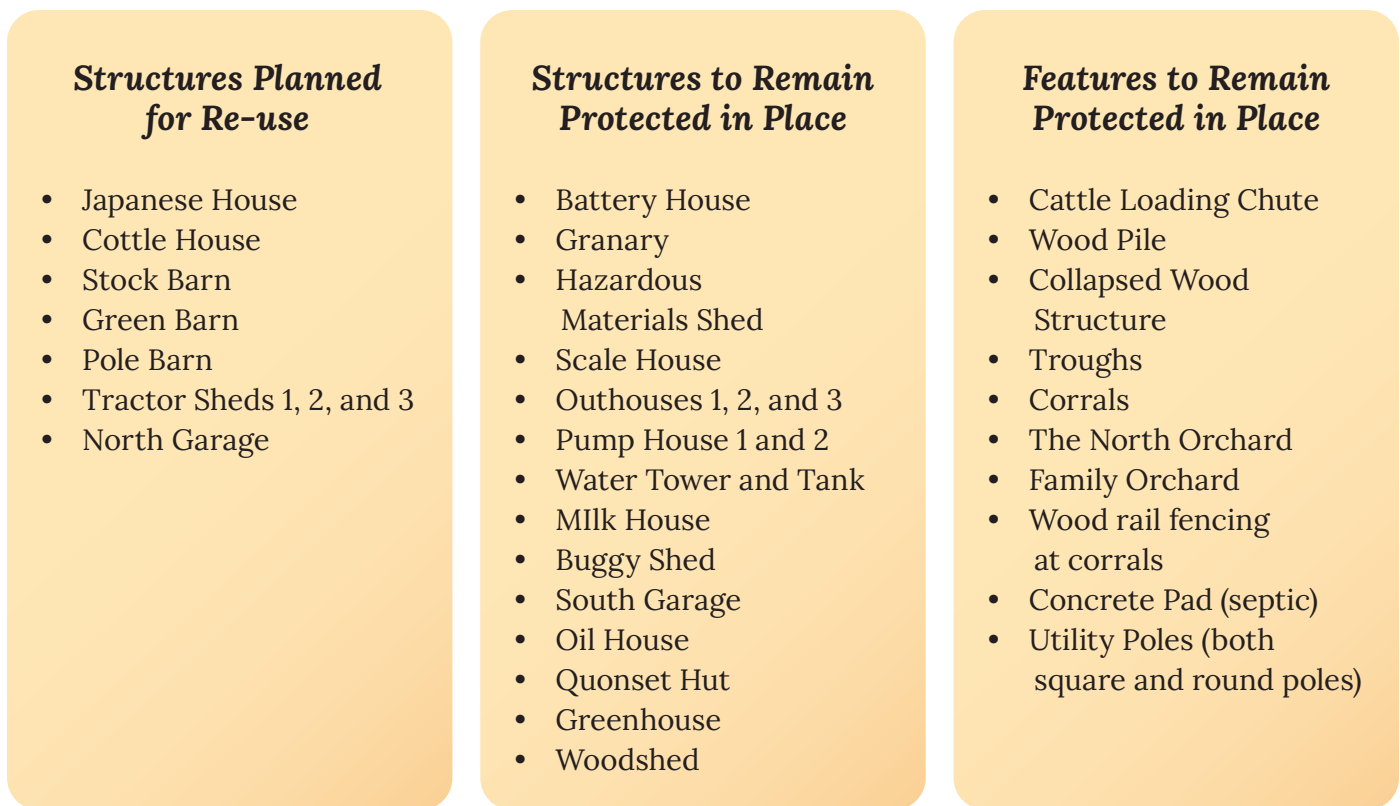 Structures Planned
for Re-use
• Japanese House
• Cottle House
• Stock Barn
• Green Barn
• Pole Barn
• Tractor Sheds 1, 2, and 3
• North Garage
Structures to Remain
Protected in Place
• Battery House
• Granary
• Hazardous
Materials Shed
• Scale House
• Outhouses 1, 2, and 3
• Pump House 1 and 2
• Water Tower and Tank
• MIlk House
• Buggy Shed
• South Garage
• Oil House
• Quonset Hut
• Greenhouse
• Woodshed
Features to Remain
Protected in Place
• Cattle Loading Chute
• Wood Pile
• Collapsed Wood
Structure
• Troughs
• Corrals
• The North Orchard
• Family Orchard
• Wood rail fencing
at corrals
• Concrete Pad (septic)
• Utility Poles (both
square and round poles)